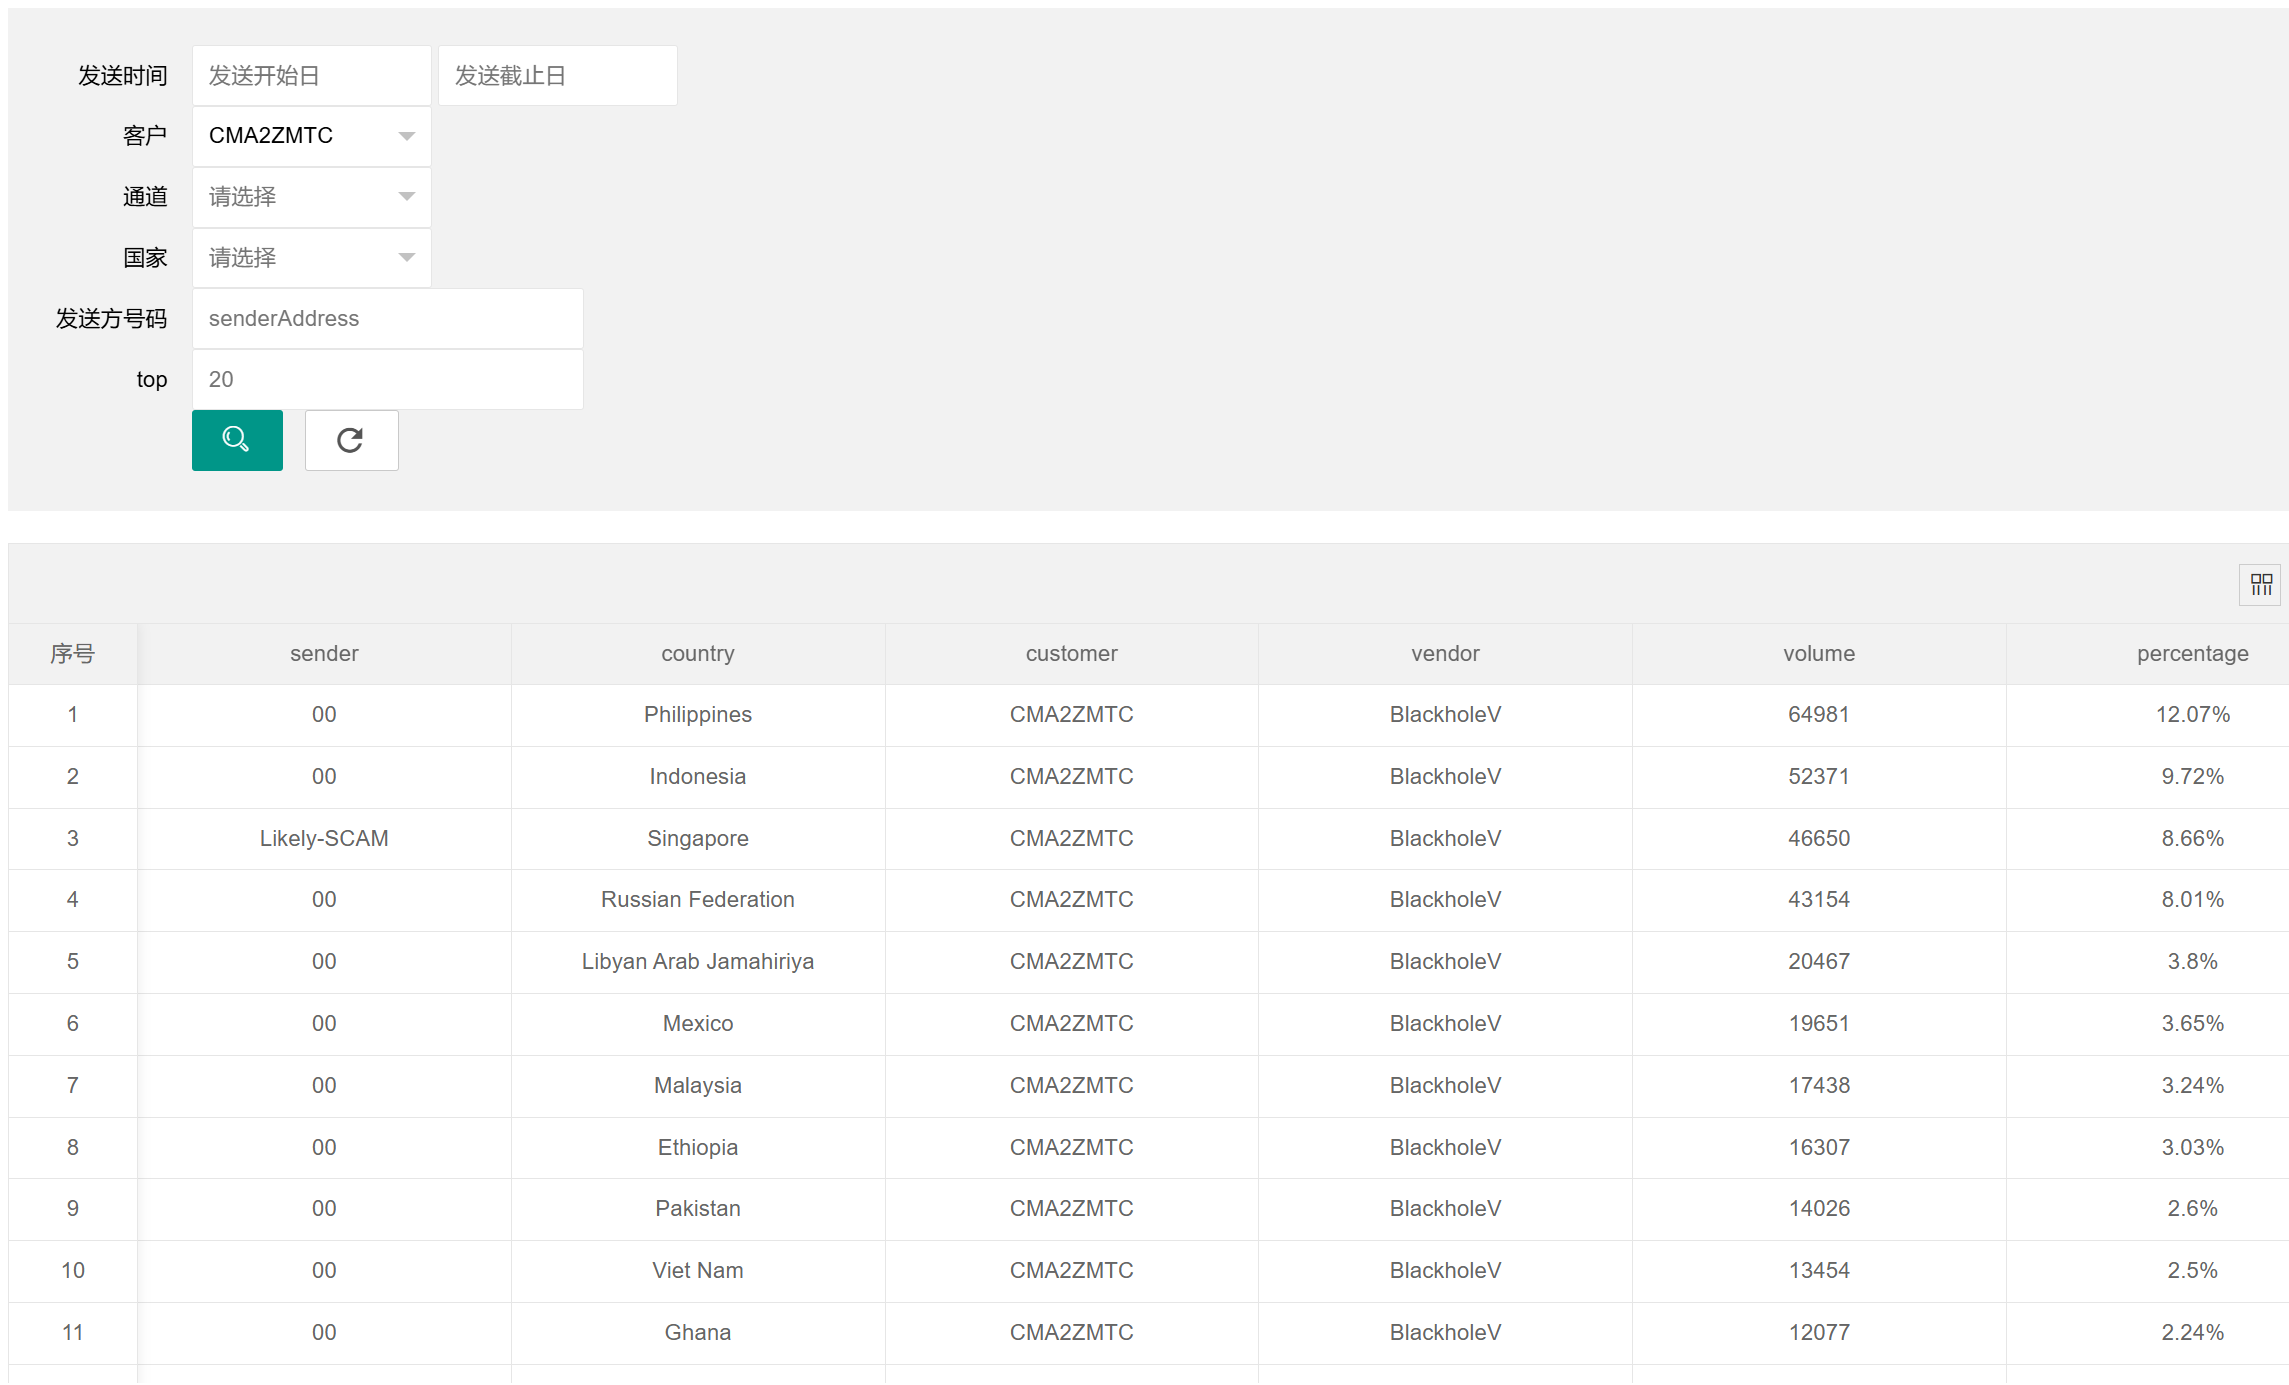 发送时间 发送开始日 发送截止日
客户 CMA2ZMTC
通道 请选择
国家 请选择
发送方号码 senderAddress
top 20
序号 sender country customer vendor volume percentage
1 00 Philippines CMA2ZMTC BlackholeV 64981 12.07%
2 00 Indonesia CMA2ZMTC BlackholeV 52371 9.72%
3 Likely-SCAM Singapore CMA2ZMTC BlackholeV 46650 8.66%
4 00 Russian Federation CMA2ZMTC BlackholeV 43154 8.01%
5 00 Libyan Arab Jamahiriya CMA2ZMTC BlackholeV 20467 3.8%
6 00 Mexico CMA2ZMTC BlackholeV 19651 3.65%
7 00 Malaysia CMA2ZMTC BlackholeV 17438 3.24%
8 00 Ethiopia CMA2ZMTC BlackholeV 16307 3.03%
9 00 Pakistan CMA2ZMTC BlackholeV 14026 2.6%
10 00 Viet Nam CMA2ZMTC BlackholeV 13454 2.5%
11 00 Ghana CMA2ZMTC BlackholeV 12077 2.24%